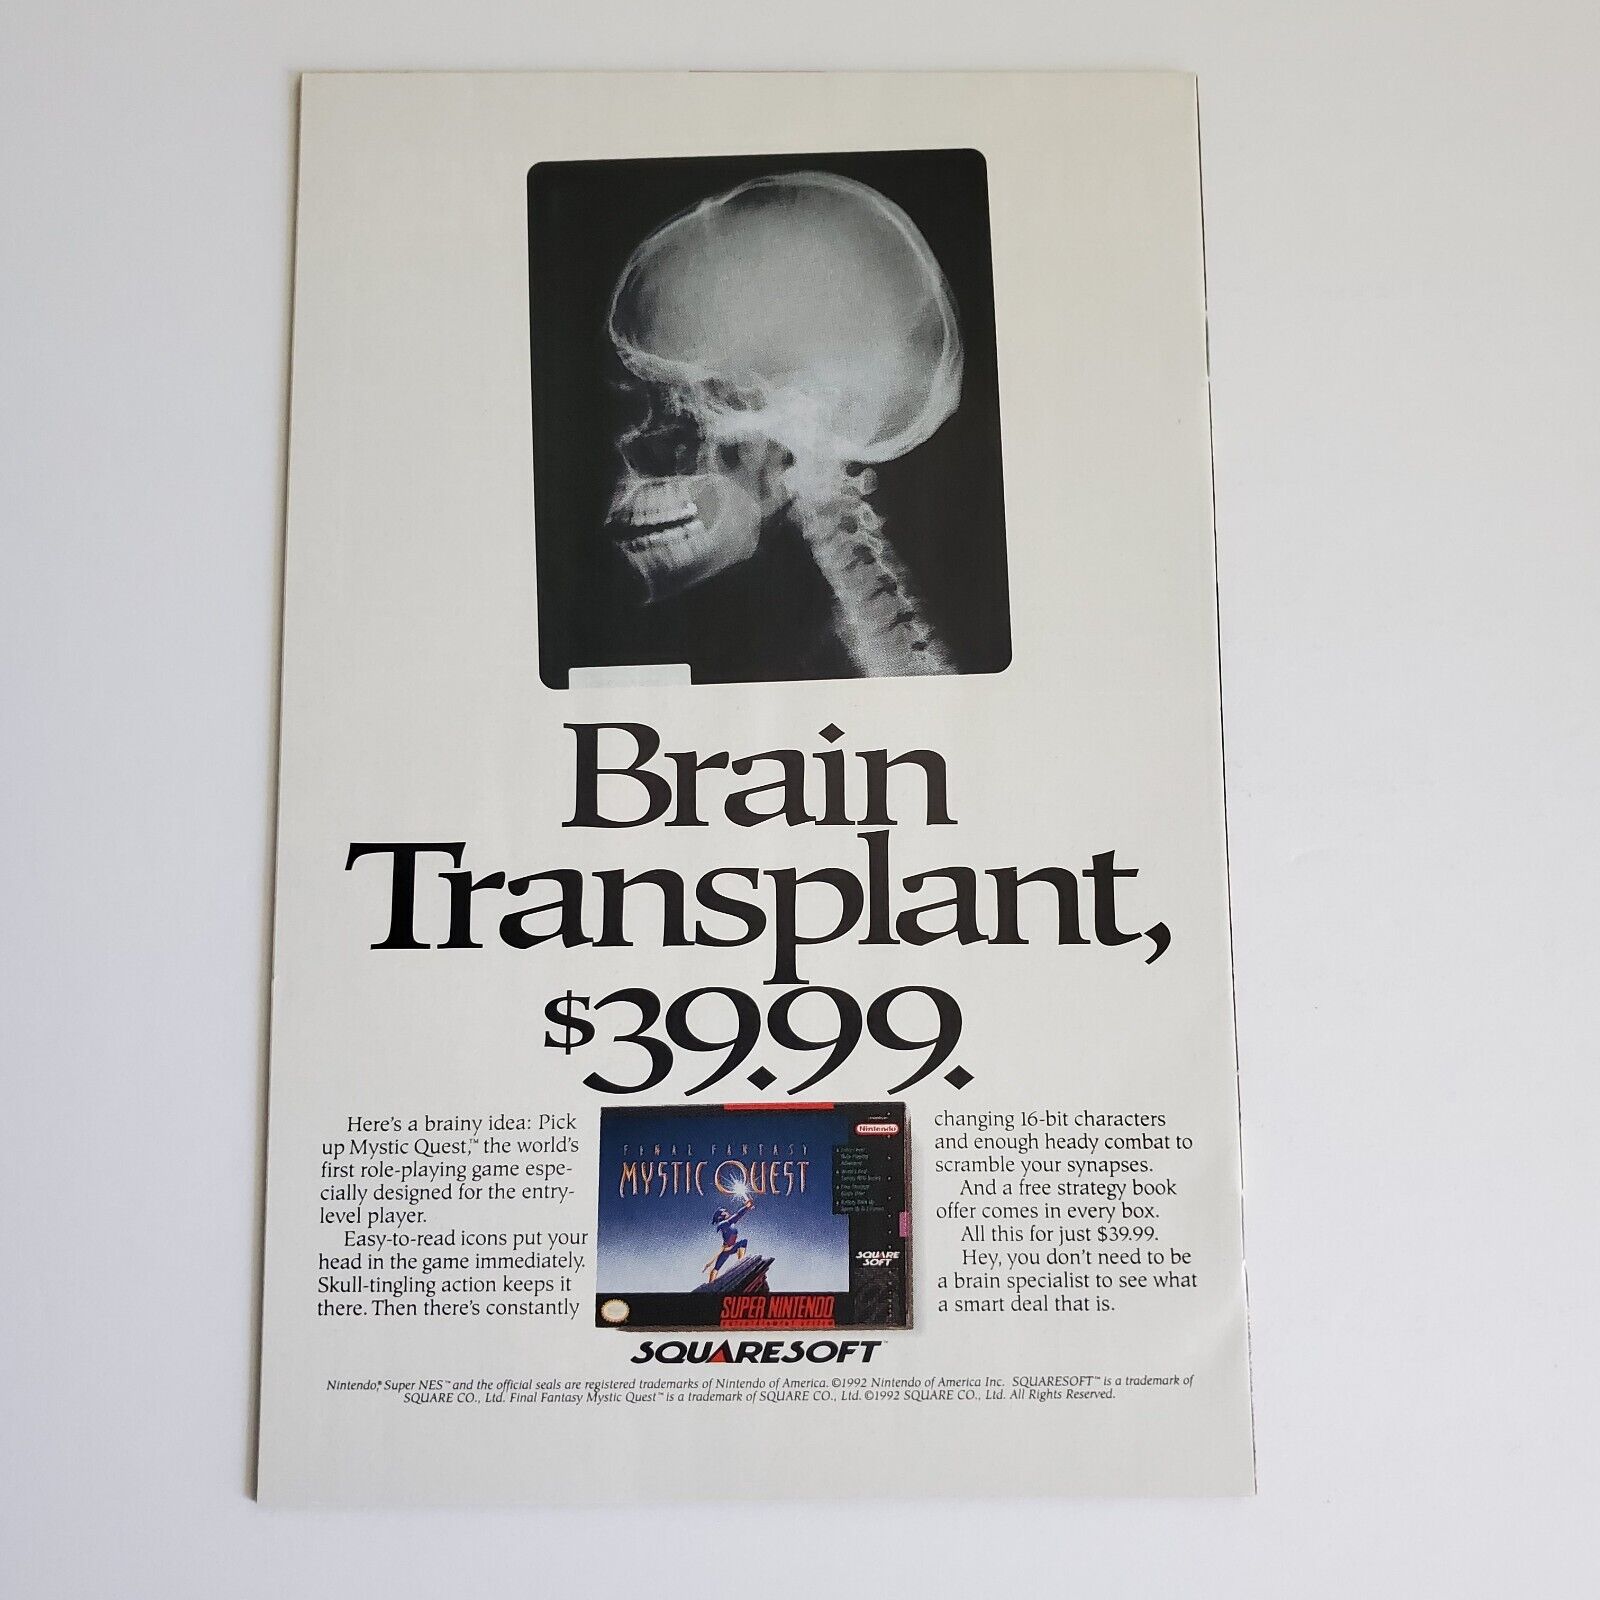 Brain
Transplant,
$39.99.
Here's a brainy idea: Pick
up Mystic Quest,™ the world's
first role-playing game espe-
cially designed for the entry-
level player.
Easy-to-read icons put your
head in the game immediately.
Skull-tingling action keeps it
there. Then there's constantly
FINAL FANTASY
MYSTIC QUEST
Nintendo
SQUARE
SOFT
SUPER NINTENDO
changing 16-bit characters
and enough heady combat to
scramble your synapses.
And a free strategy book
offer comes in every box.
All this for just $39.99.
Hey, you don't need to be
a brain specialist to see what
a smart deal that is.
SQUARESOFT™
Nintendo,® Super NES™ and the official seals are registered trademarks of Nintendo of America. ©1992 Nintendo of America Inc. SQUARESOFT™ is a trademark of
SQUARE CO., Ltd. Final Fantasy Mystic Quest™ is a trademark of SQUARE CO., Ltd. ©1992 SQUARE CO., Ltd. All Rights Reserved.